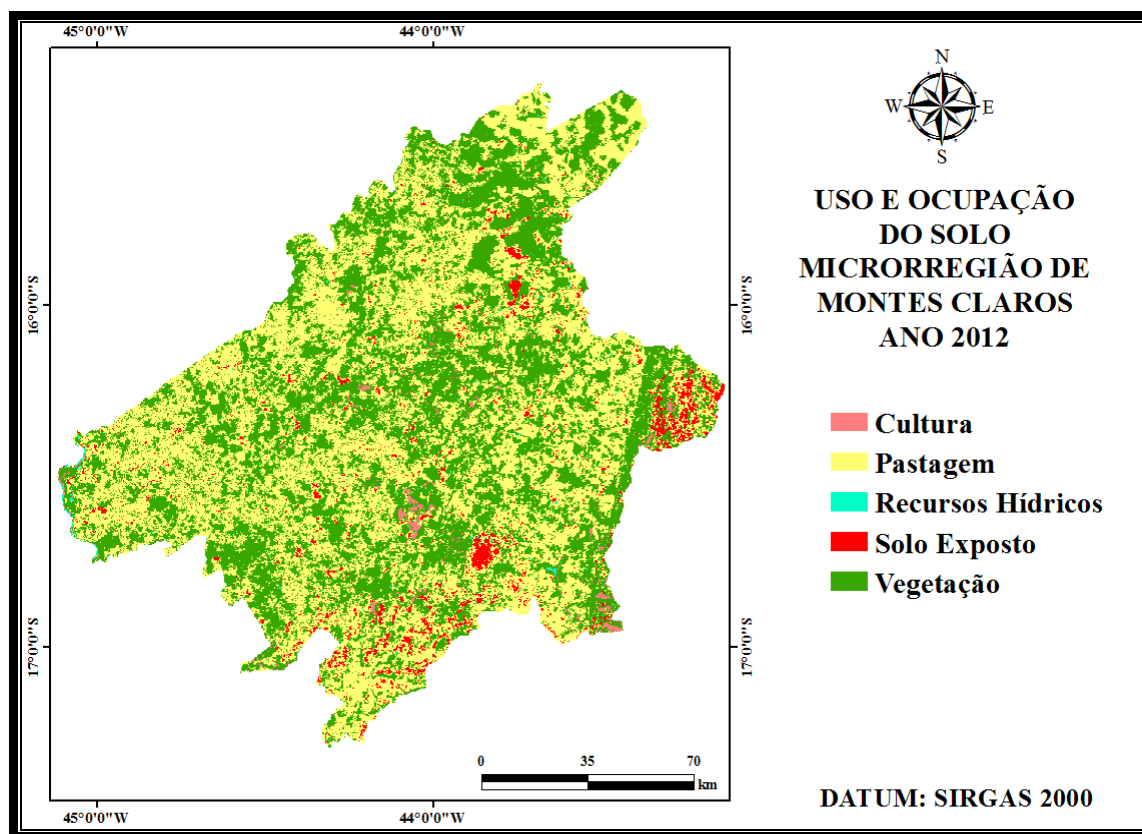 45°0'0"W
44°0'0"W
16°0'0"S
16°0'0"S
17°0'0"S
17°0'0"S
45°0'0"W
44°0'0"W
0 35 70
km
N
W E
S
USO E OCUPAÇÃO
DO SOLO
MICRORREGIÃO DE
MONTES CLAROS
ANO 2012
Cultura
Pastagem
Recursos Hídricos
Solo Exposto
Vegetação
DATUM: SIRGAS 2000